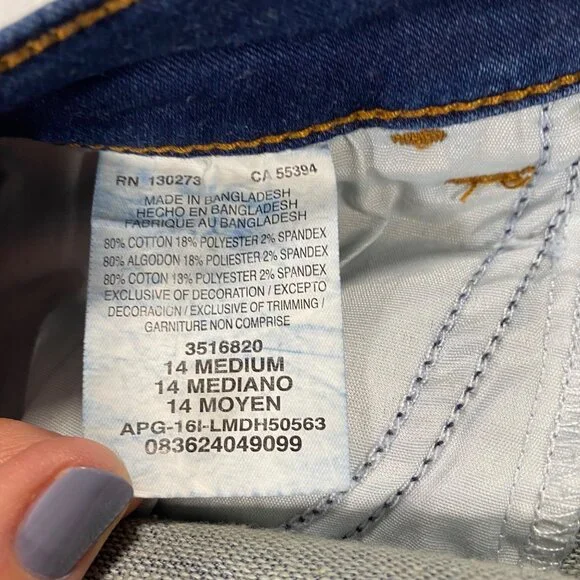 RN 130273 CA 55394
MADE IN BANGLADESH
HECHO EN BANGLADESH
FABRIQUE AU BANGLADESH
80% COTTON 18% POLYESTER 2% SPANDEX
80% ALGODON 18% POLYESTER 2% SPANDEX
80% COTON 18% POLYESTER 2% SPANDEX
EXCLUSIVE OF DECORATION / EXCEPTO
DECORACION / EXCLUSIVE OF TRIMMING /
GARNITURE NON COMPRISE
3516820
14 MEDIUM
14 MEDIANO
14 MOYEN
APG-16I-LMDH50563
083624049099